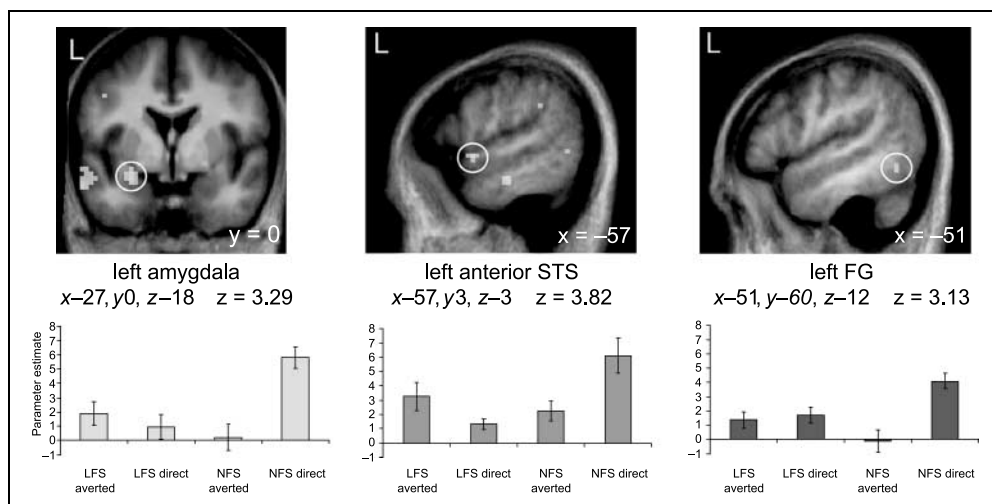 L
y = 0
L
x = –57
L
x = –51
left amygdala
x–27, y0, z–18 z = 3.29
left anterior STS
x–57, y3, z–3 z = 3.82
left FG
x–51, y–60, z–12 z = 3.13
Parameter estimate
8
7
6
5
4
3
2
1
0
–1
LFS averted
LFS direct
NFS averted
NFS direct
8
7
6
5
4
3
2
1
0
–1
LFS averted
LFS direct
NFS averted
NFS direct
8
7
6
5
4
3
2
1
0
–1
LFS averted
LFS direct
NFS averted
NFS direct